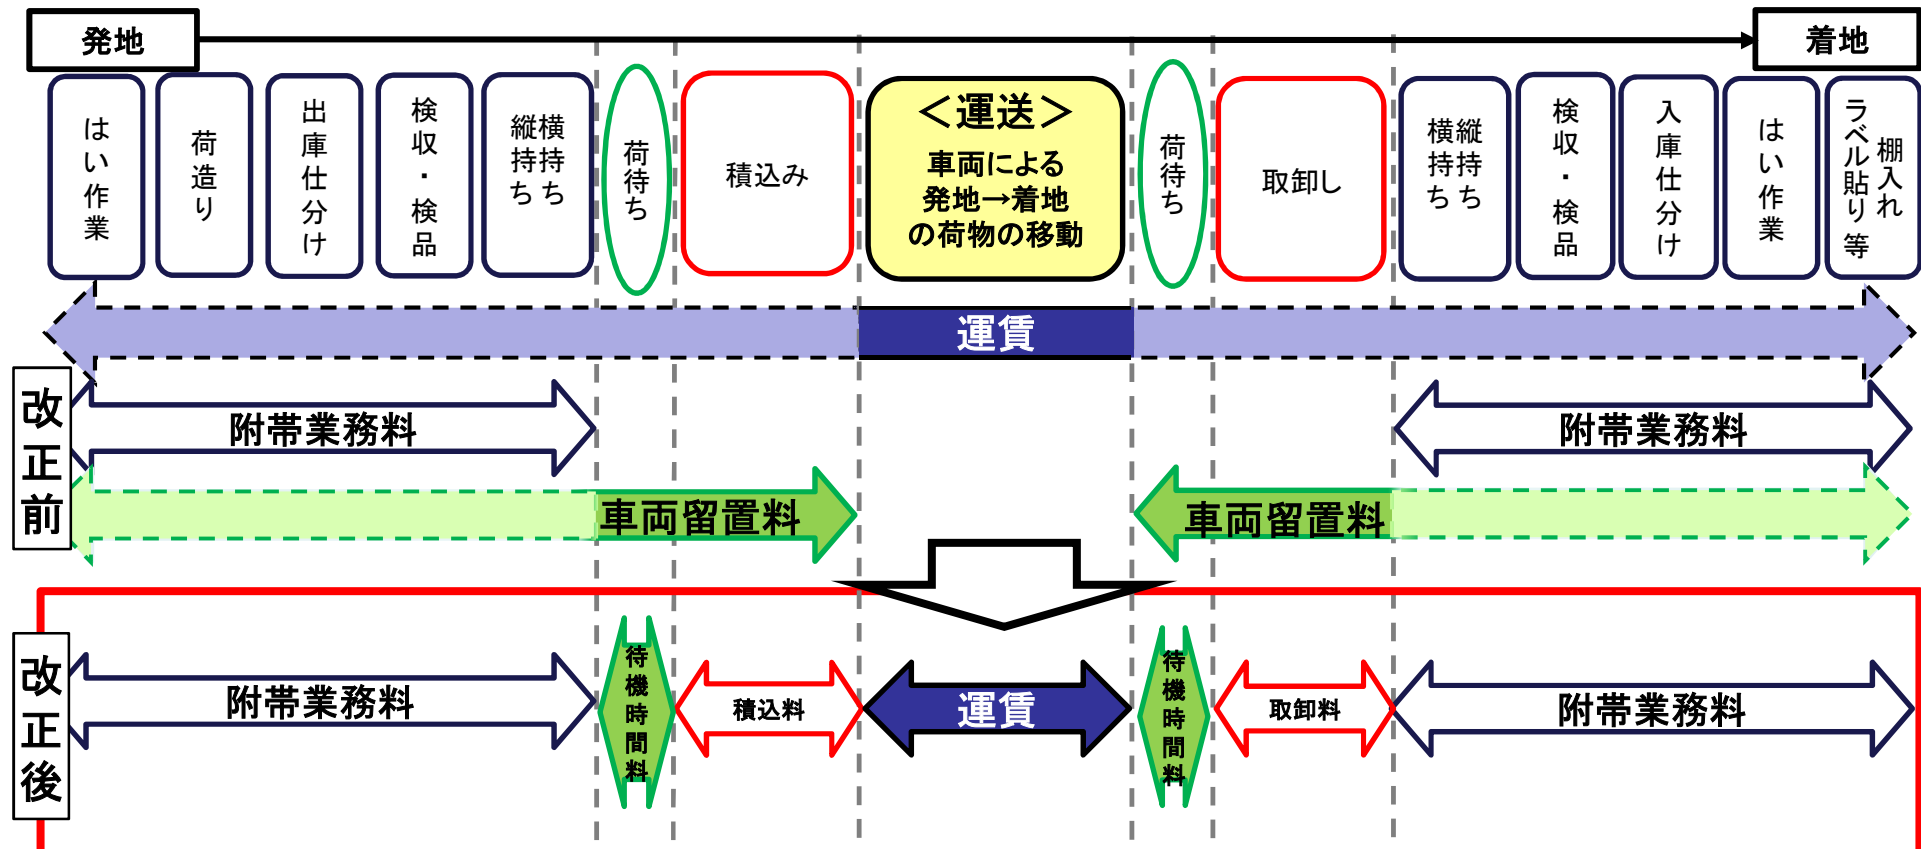 発地
着地
はい作業
荷造り
出庫仕分け
検収・検品
横持ち
縦持ち
荷待ち
積込み
＜運送＞
車両による
発地→着地
の荷物の移動
荷待ち
取卸し
縦持ち
横持ち
検収・検品
入庫仕分け
はい作業
棚入れ
ラベル貼り 等
運賃
改正前
附帯業務料
附帯業務料
車両留置料
車両留置料
改正後
附帯業務料
待機時間料
積込料
運賃
待機時間料
取卸料
附帯業務料